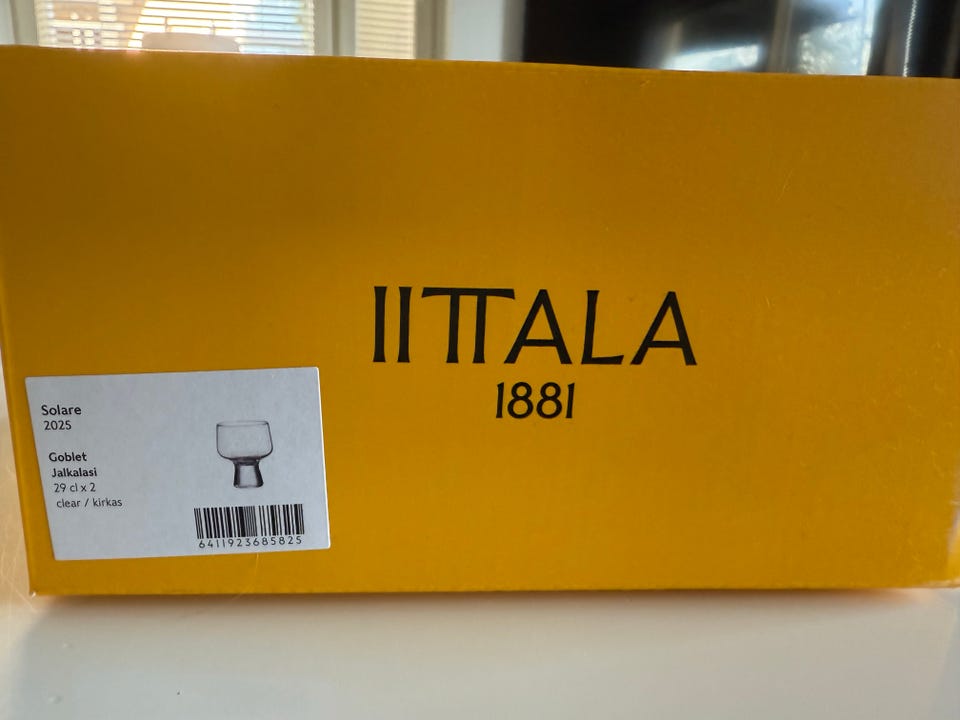 IITTALA
1881
Solare
2025
Goblet
Jalkalasi
29 cl x 2
clear / kirkas
6411923685825